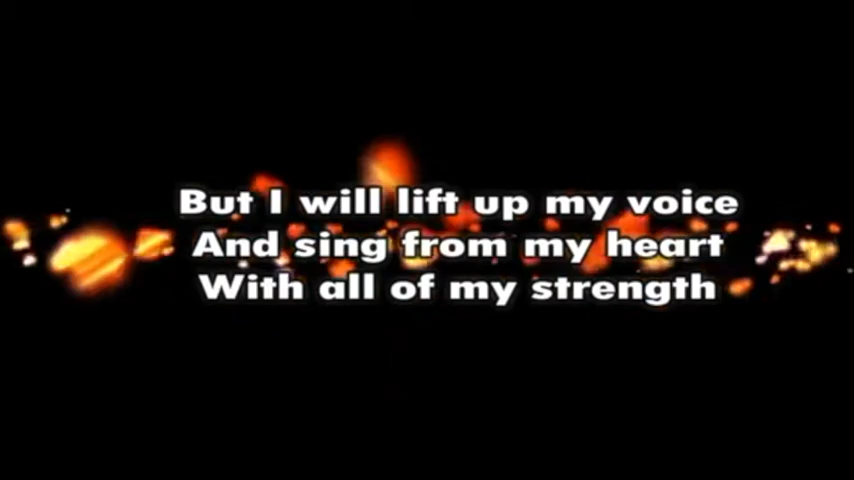 But I will lift up my voice
And sing from my heart
With all of my strength